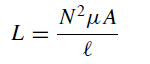 L = N²μA / ℓ